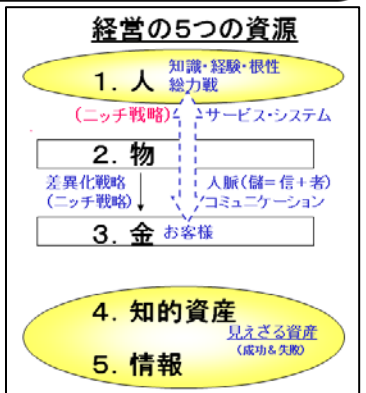 経営の5つの資源
1. 人 知識・経験・根性
総力戦
(ニッチ戦略) サービス・システム
2. 物
差異化戦略 人脈(儲=信+者)
(ニッチ戦略) コミュニケーション
3. 金 お客様
4. 知的資産
見えざる資産
(成功&失敗)
5. 情報